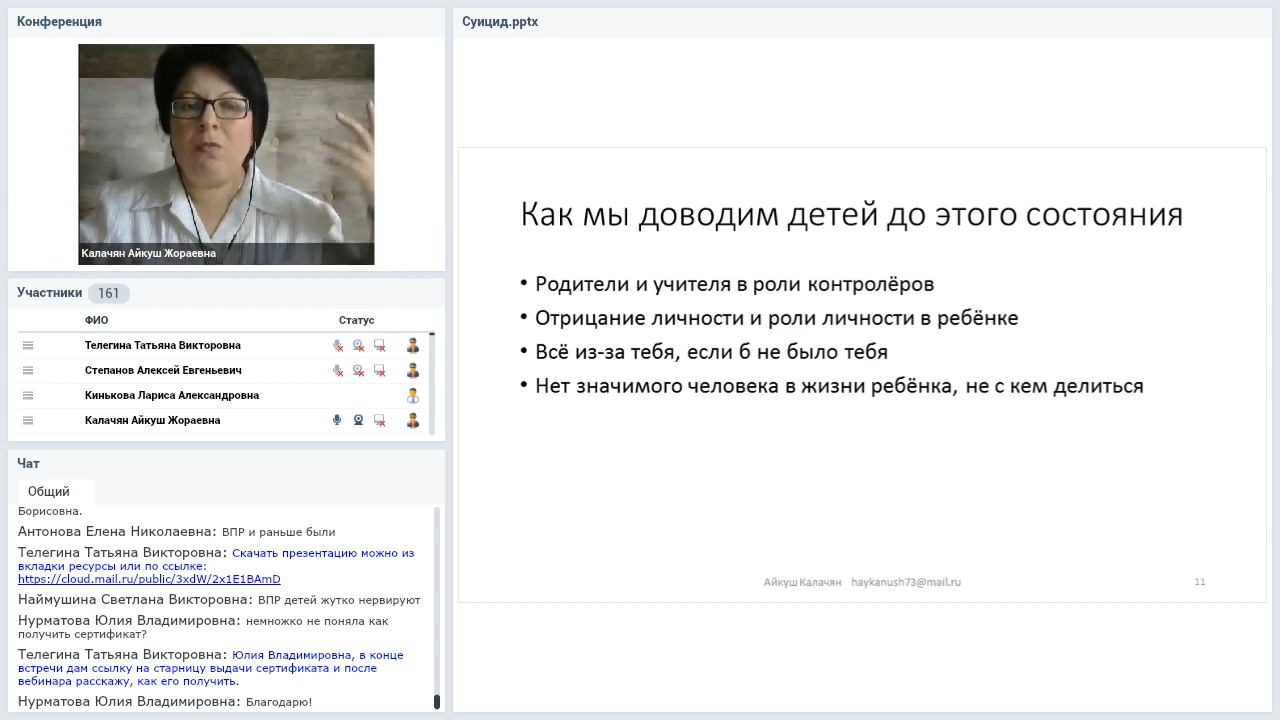 Конференция
Калачян Айкуш Жораевна
Участники 161
ФИО Статус
Телегина Татьяна Викторовна
Степанов Алексей Евгеньевич
Кинькова Лариса Александровна
Калачян Айкуш Жораевна
Чат
Общий
Борисовна.
Антонова Елена Николаевна: ВПР и раньше были
Телегина Татьяна Викторовна: Скачать презентацию можно из
вкладки ресурсы или по ссылке:
https://cloud.mail.ru/public/3xdW/2x1E1BAmD
Наймушина Светлана Викторовна: ВПР детей жутко нервируют
Нурматова Юлия Владимировна: немножко не поняла как
получить сертификат?
Телегина Татьяна Викторовна: Юлия Владимировна, в конце
встречи дам ссылку на старницу выдачи сертификата и после
вебинара расскажу, как его получить.
Нурматова Юлия Владимировна: Благодарю!
Суицид.pptx
Как мы доводим детей до этого состояния
• Родители и учителя в роли контролёров
• Отрицание личности и роли личности в ребёнке
• Всё из-за тебя, если б не было тебя
• Нет значимого человека в жизни ребёнка, не с кем делиться
Айкуш Калачян haykanush73@mail.ru
11